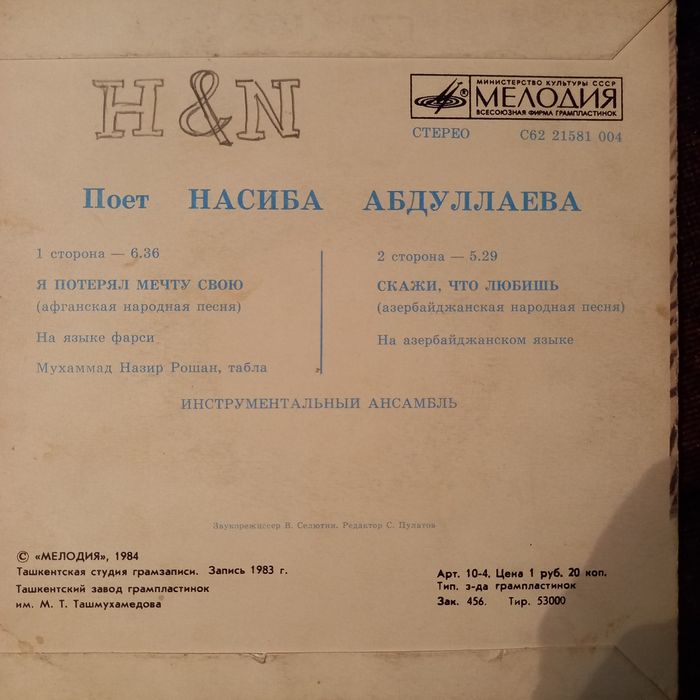 H & N
МИНИСТЕРСТВО КУЛЬТУРЫ СССР
МЕЛОДИЯ
ВСЕСОЮЗНАЯ ФИРМА ГРАМПЛАСТИНОК
СТЕРЕО С62 21581 004
Поет НАСИБА АБДУЛЛАЕВА
1 сторона — 6.36
Я ПОТЕРЯЛ МЕЧТУ СВОЮ
(афганская народная песня)
На языке фарси
Мухаммад Назир Рошан, табла
2 сторона — 5.29
СКАЖИ, ЧТО ЛЮБИШЬ
(азербайджанская народная песня)
На азербайджанском языке
ИНСТРУМЕНТАЛЬНЫЙ АНСАМБЛЬ
Звукорежиссер В. Селютин. Редактор С. Пулатов
© «МЕЛОДИЯ», 1984
Ташкентская студия грамзаписи. Запись 1983 г.
Ташкентский завод грампластинок
им. М. Т. Ташмухамедова
Арт. 10-4. Цена 1 руб. 20 коп.
Тип. з-да грампластинок
Зак. 456. Тир. 53000